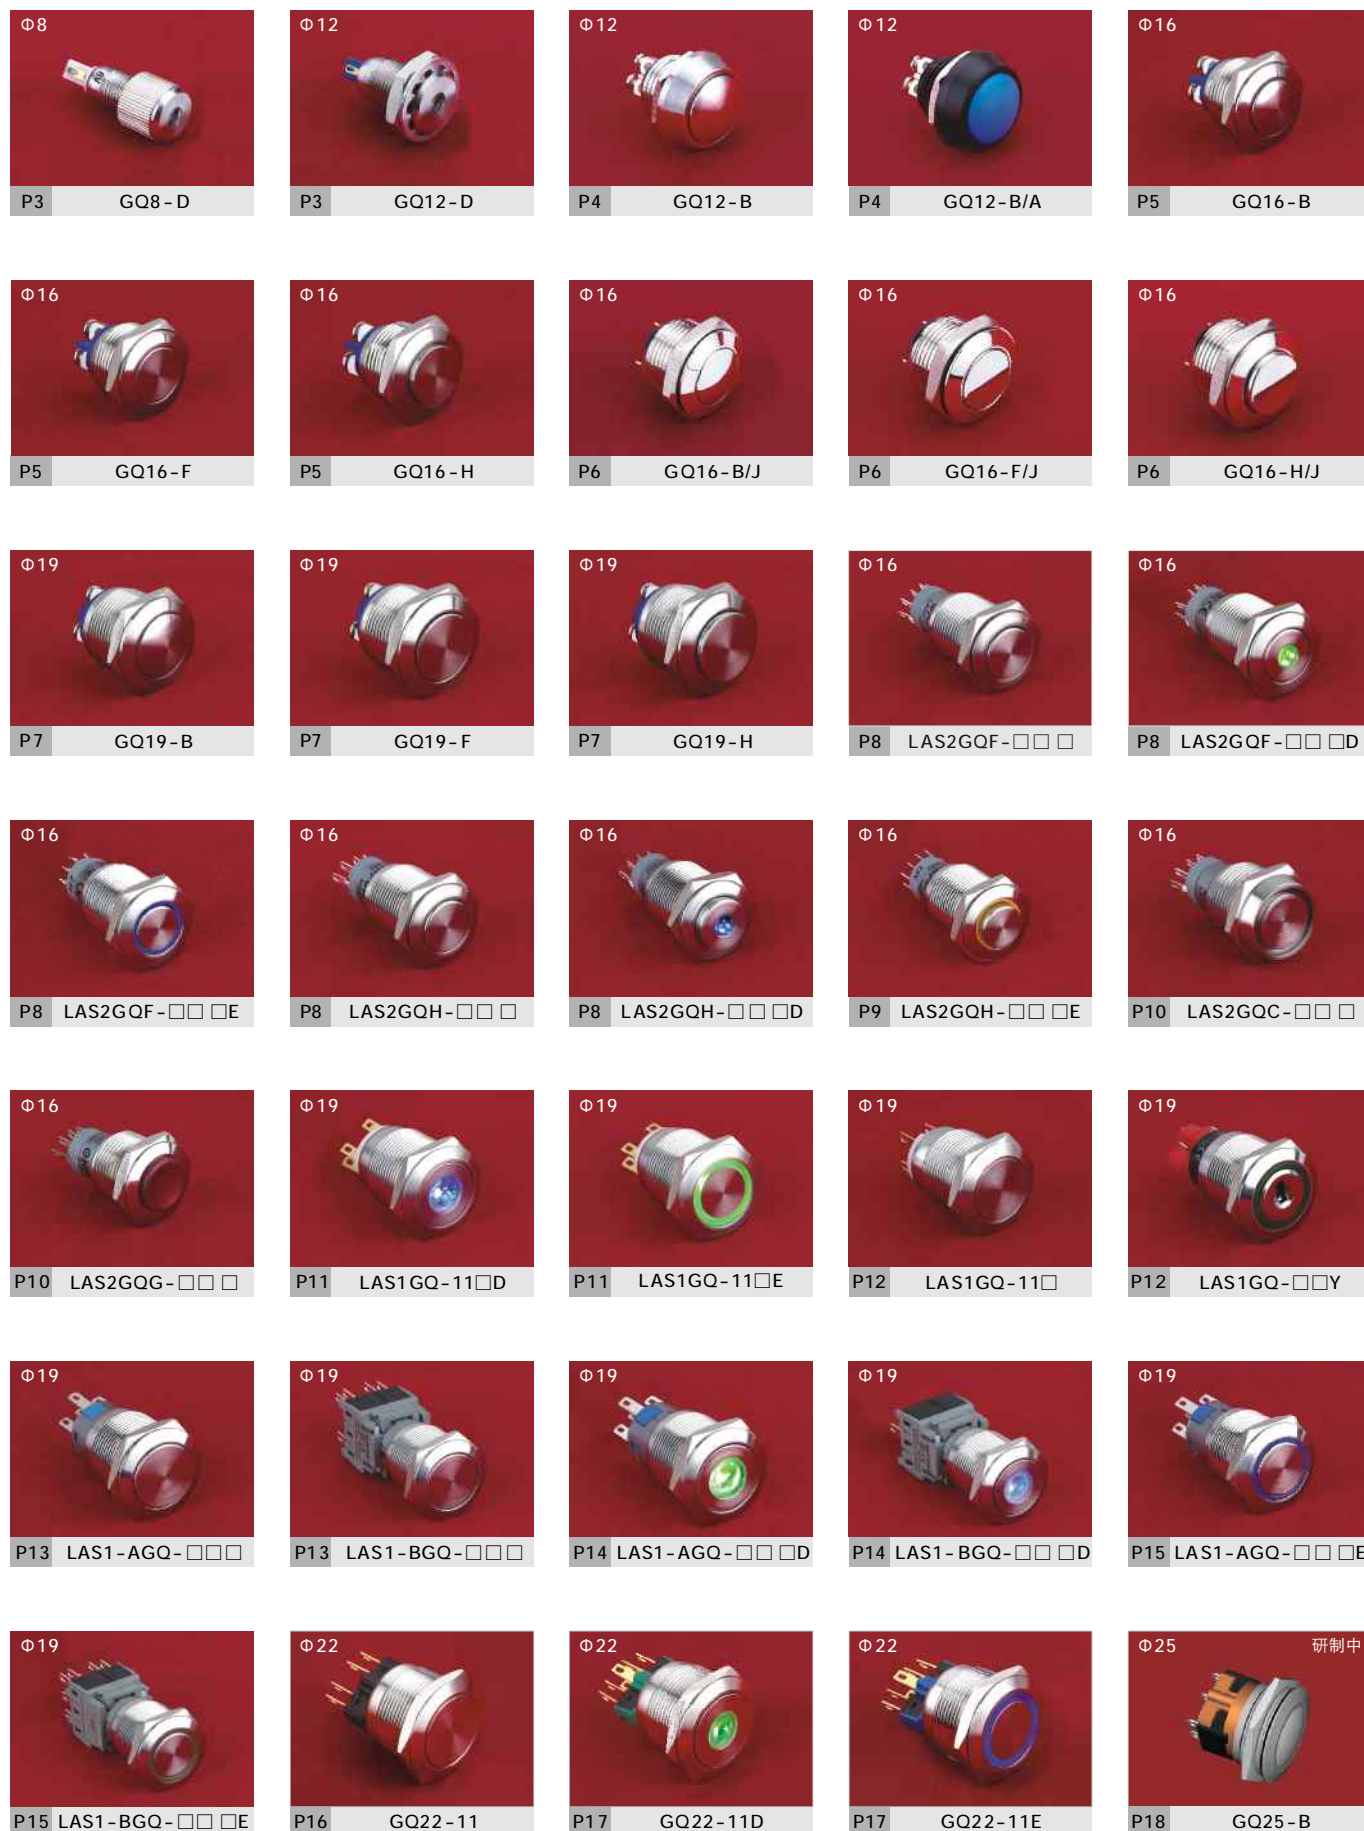 Φ8 Φ12 Φ12 Φ12 Φ16
P3 GQ8-D P3 GQ12-D P4 GQ12-B P4 GQ12-B/A P5 GQ16-B
Φ16 Φ16 Φ16 Φ16 Φ16
P5 GQ16-F P5 GQ16-H P6 GQ16-B/J P6 GQ16-F/J P6 GQ16-H/J
Φ19 Φ19 Φ19 Φ16 Φ16
P7 GQ19-B P7 GQ19-F P7 GQ19-H P8 LAS2GQF-□□ □ P8 LAS2GQF-□□ □D
Φ16 Φ16 Φ16 Φ16 Φ16
P8 LAS2GQF-□□ □E P8 LAS2GQH-□□ □ P8 LAS2GQH-□□ □D P9 LAS2GQH-□□ □E P10 LAS2GQC-□□ □
Φ16 Φ19 Φ19 Φ19 Φ19
P10 LAS2GQG-□□ □ P11 LAS1GQ-11□D P11 LAS1GQ-11□E P12 LAS1GQ-11□ P12 LAS1GQ-□□Y
Φ19 Φ19 Φ19 Φ19 Φ19
P13 LAS1-AGQ-□□□ P13 LAS1-BGQ-□□□ P14 LAS1-AGQ-□□ □D P14 LAS1-BGQ-□□ □D P15 LAS1-AGQ-□□ □E
Φ19 Φ22 Φ22 Φ22 Φ25 研制中
P15 LAS1-BGQ-□□ □E P16 GQ22-11 P17 GQ22-11D P17 GQ22-11E P18 GQ25-B